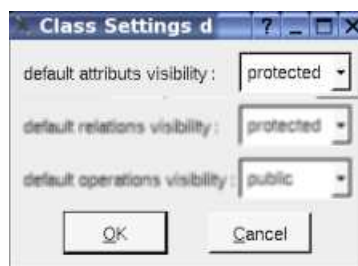 Class Settings d ? _ X
default attributs visibility : protected
default relations visibility : protected
default operations visibility : public
OK Cancel